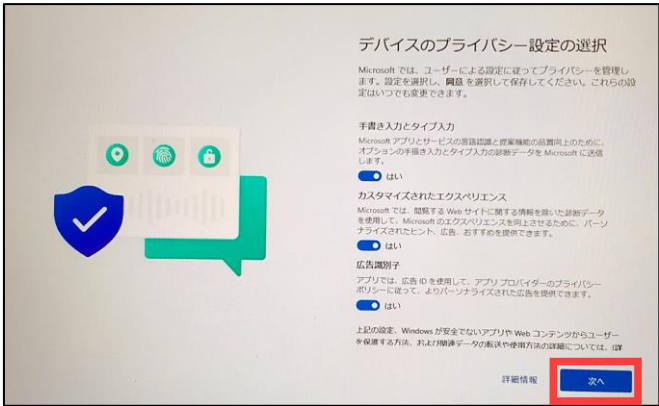 デバイスのプライバシー設定の選択
Microsoft では、ユーザーによる設定に従ってプライバシーを管理し
ます。設定を選択し、同意 を選択して保存してください。これらの設
定はいつでも変更できます。
手書き入力とタイプ入力
Microsoft アプリとサービスの言語認識と提案機能の品質向上のために、
オプションの手描き入力とタイプ入力の診断データを Microsoft に送信
します。
はい
カスタマイズされたエクスペリエンス
Microsoft では、閲覧する Web サイトに関する情報を除いた診断データ
を使用して、Microsoft のエクスペリエンスを向上させるために、パーソ
ナライズされたヒント、広告、おすすめを提供できます。
はい
広告識別子
アプリでは、広告 ID を使用して、アプリ プロバイダーのプライバシー
ポリシーに従って、よりパーソナライズされた広告を提供できます。
はい
上記の設定、Windows が安全でないアプリや Web コンテンツからユーザー
を保護する方法、および関連データの転送や使用方法の詳細については、[詳
詳細情報
次へ